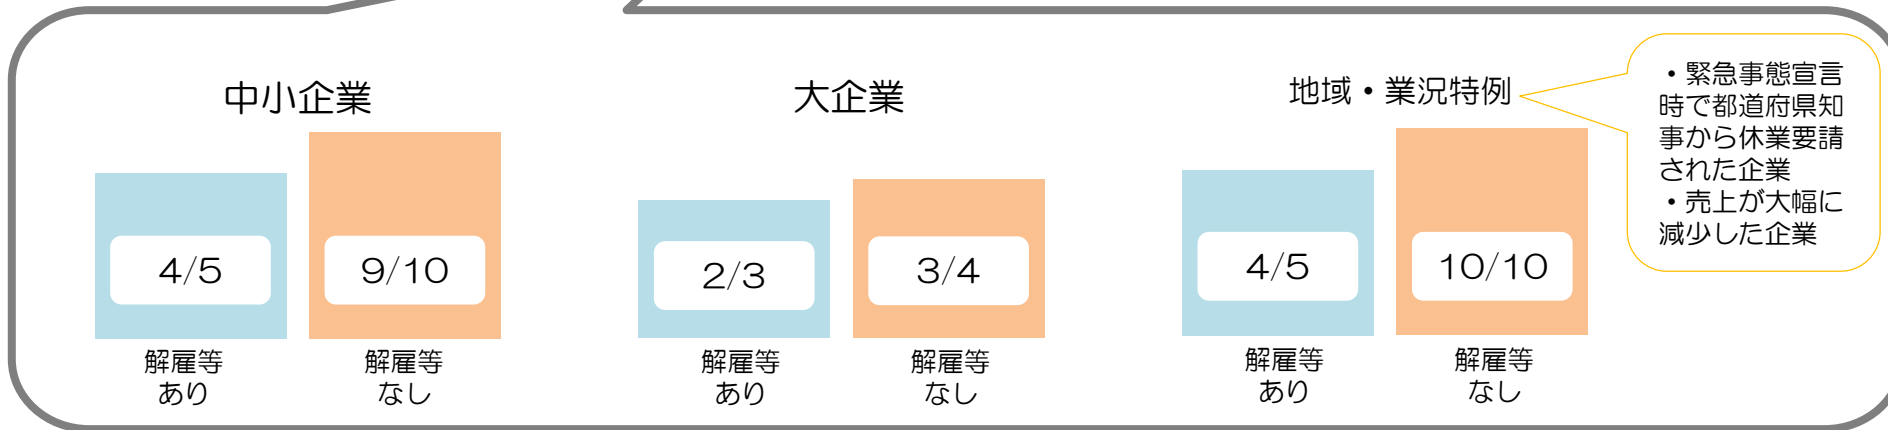 中小企業
4/5
9/10
解雇等
あり
解雇等
なし
大企業
2/3
3/4
解雇等
あり
解雇等
なし
地域・業況特例
4/5
10/10
解雇等
あり
解雇等
なし
・緊急事態宣言
時で都道府県知
事から休業要請
された企業
・売上が大幅に
減少した企業